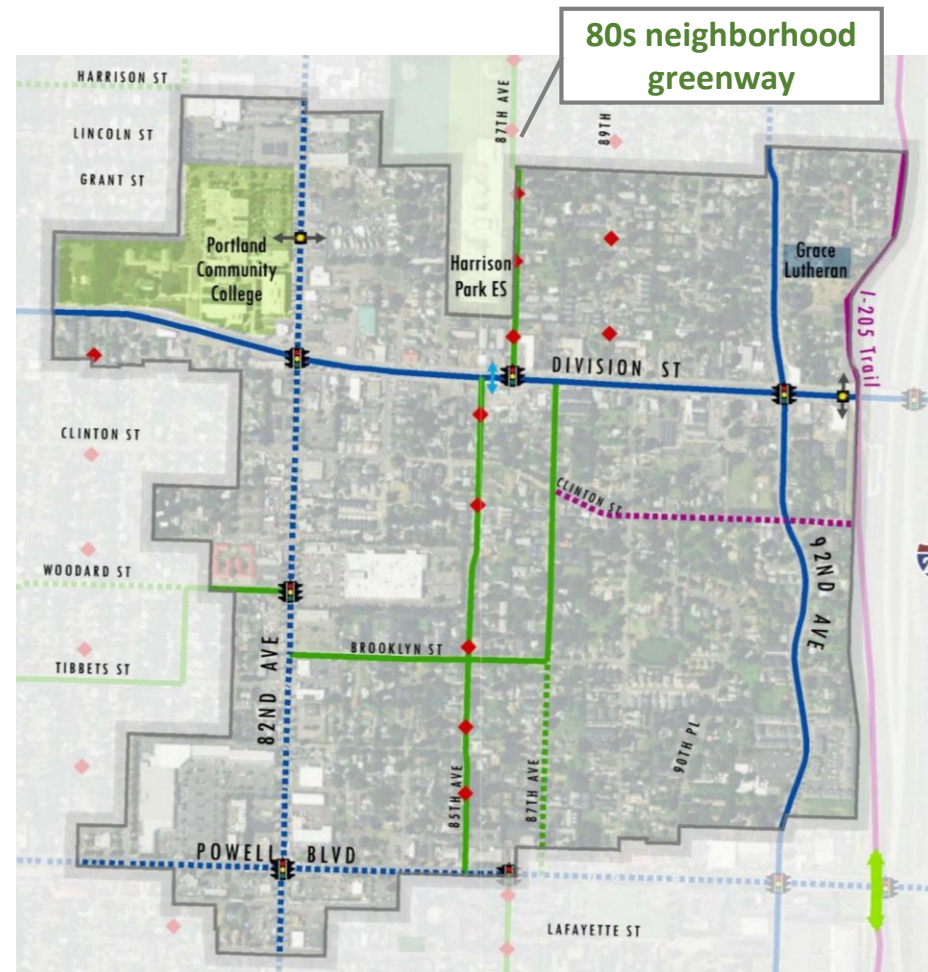 80s neighborhood
greenway
HARRISON ST
LINCOLN ST
GRANT ST
87TH AVE
89TH
Portland
Community
College
Harrison
Park ES
Grace
Lutheran
I-205 Trail
DIVISION ST
CLINTON ST
CLINTON ST
WOODARD ST
TIBBETS ST
BROOKLYN ST
82ND AVE
92ND AVE
85TH AVE
87TH AVE
90TH PL
POWELL BLVD
LAFAYETTE ST